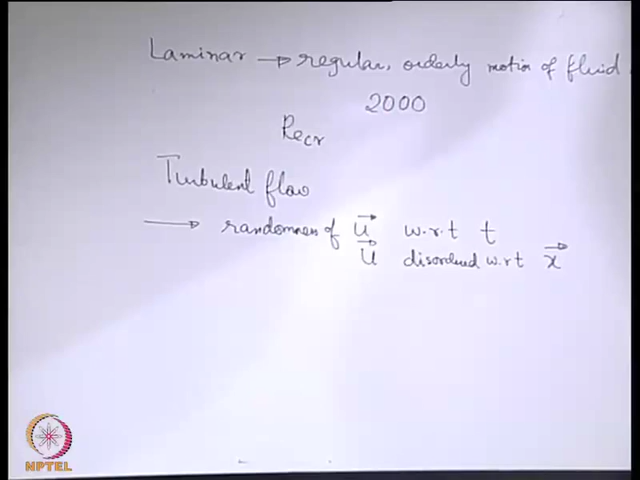 Laminar → regular, orderly motion of fluid
2000
Recr
Turbulent flow
→ randomness of u⃗ w.r.t t
u⃗ disordered w.r.t x⃗
NPTEL